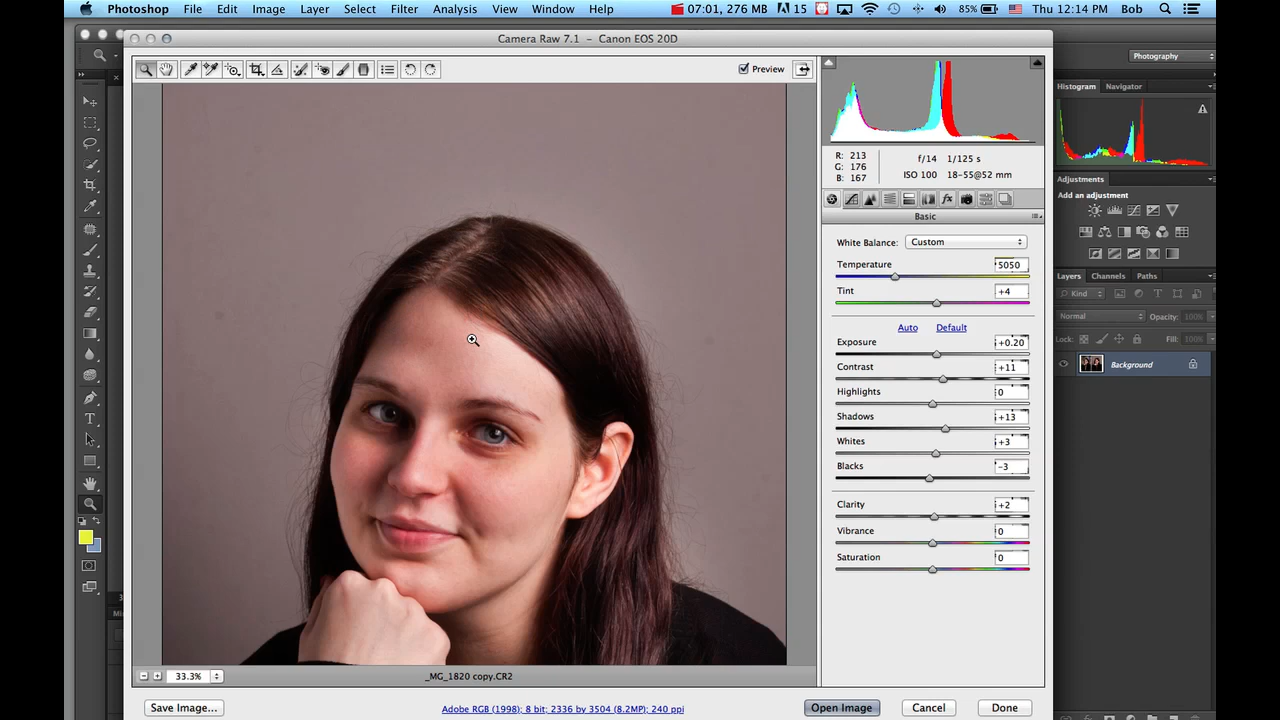 Photoshop File Edit Image Layer Select Filter Analysis View Window Help 07:01, 276 MB 15 85% Thu 12:14 PM Bob
Camera Raw 7.1 – Canon EOS 20D
Photography
Preview
Histogram Navigator
R: 213
G: 176
B: 167
f/14 1/125 s
ISO 100 18-55@52 mm
Adjustments
Add an adjustment
Basic
White Balance: Custom
Temperature 5050
Tint +4
Auto Default
Exposure +0.20
Contrast +11
Highlights 0
Shadows +13
Whites +3
Blacks -3
Clarity +2
Vibrance 0
Saturation 0
Layers Channels Paths
Kind
Normal Opacity: 100%
Lock: Fill: 100%
Background
33.3%
_MG_1820 copy.CR2
Save Image... Adobe RGB (1998); 8 bit; 2336 by 3504 (8.2MP); 240 ppi Open Image Cancel Done